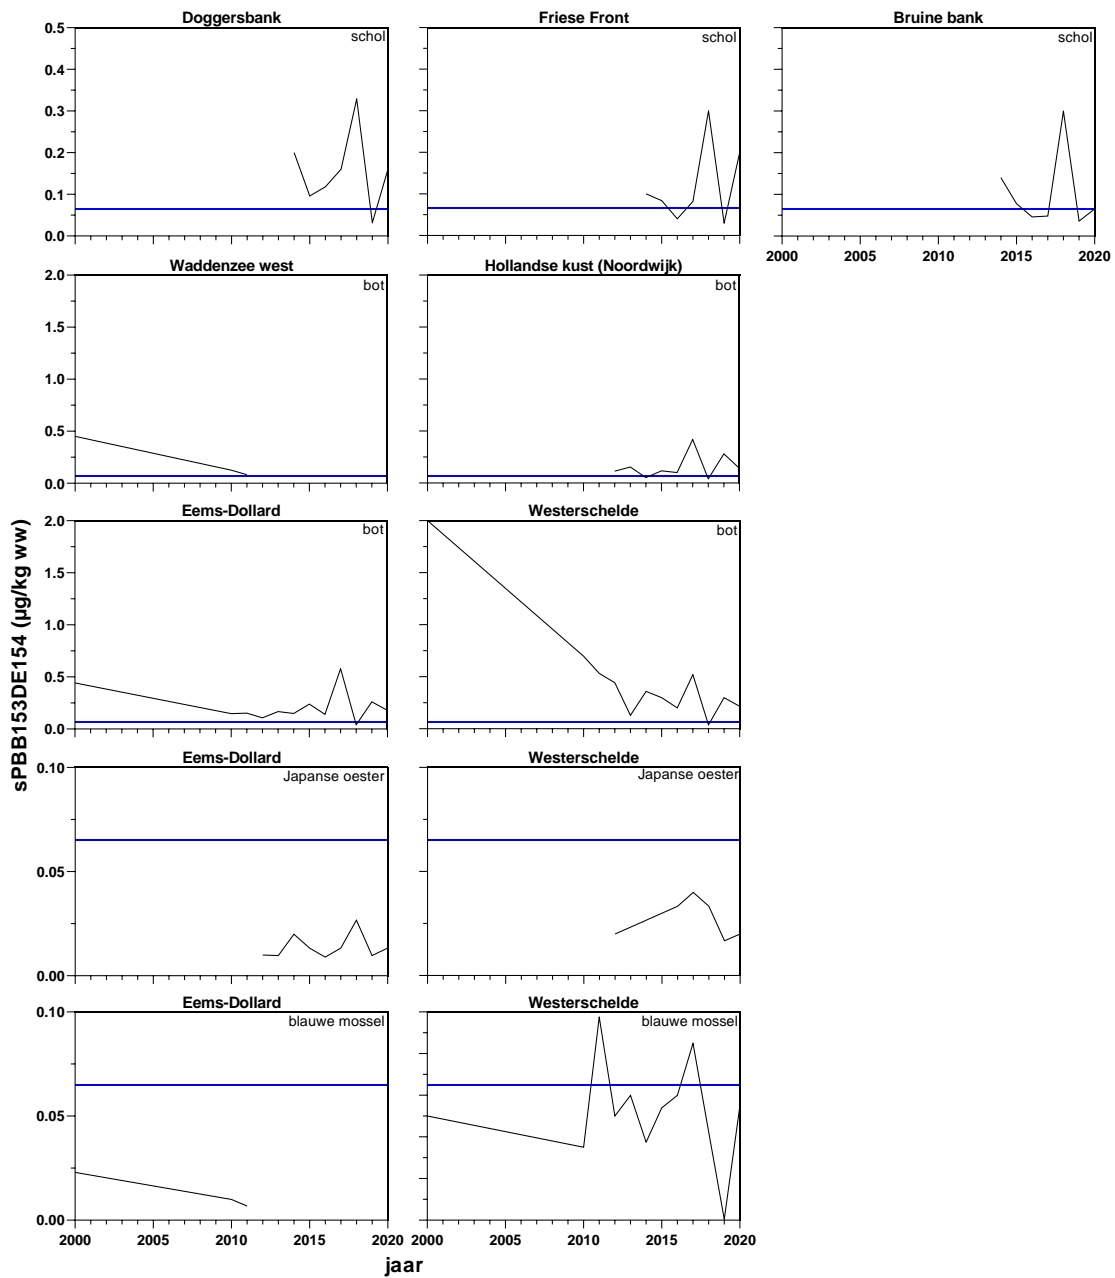 Doggersbank Friese Front Bruine bank
0.5 schol schol schol
0.4
0.3
0.2
0.1
0.0
2000 2005 2010 2015 2020
Waddenzee west Hollandse kust (Noordwijk)
2.0 bot bot
1.5
1.0
0.5
0.0
Eems-Dollard Westerschelde
2.0 bot bot
1.5
1.0
0.5
0.0
sPBB153DE154 (µg/kg ww)
Eems-Dollard Westerschelde
0.10 Japanse oester Japanse oester
0.05
0.00
Eems-Dollard Westerschelde
0.10 blauwe mossel blauwe mossel
0.05
0.00
2000 2005 2010 2015 2020 2000 2005 2010 2015 2020
jaar